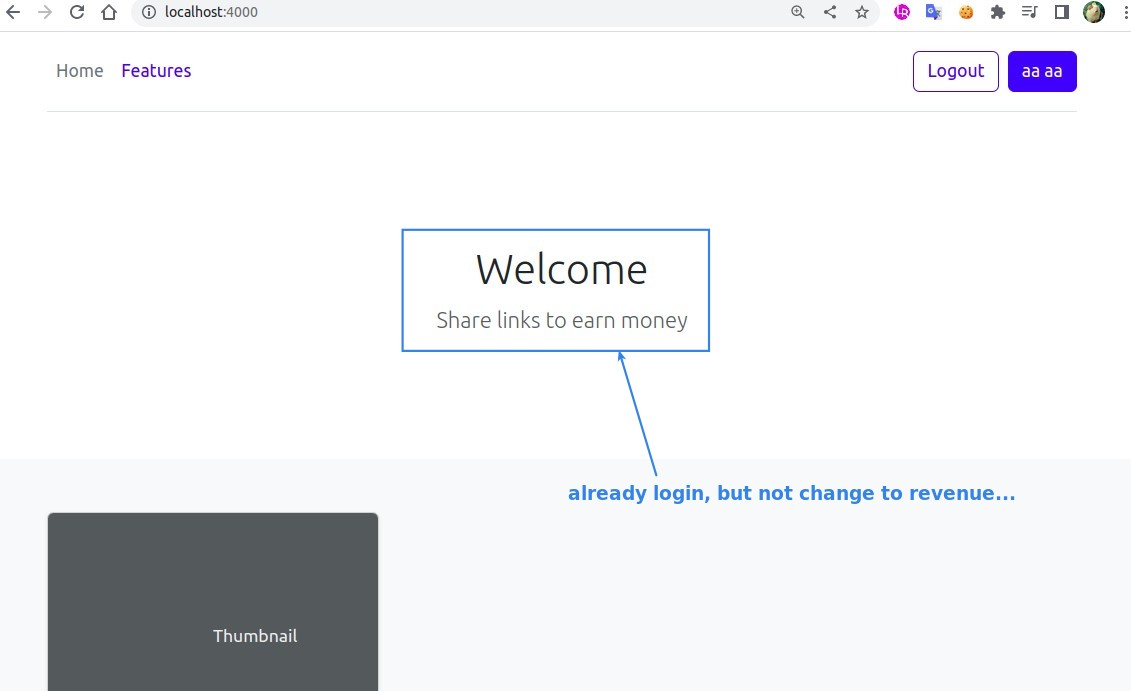 localhost:4000
Home Features Logout aa aa
Welcome
Share links to earn money
already login, but not change to revenue...
Thumbnail